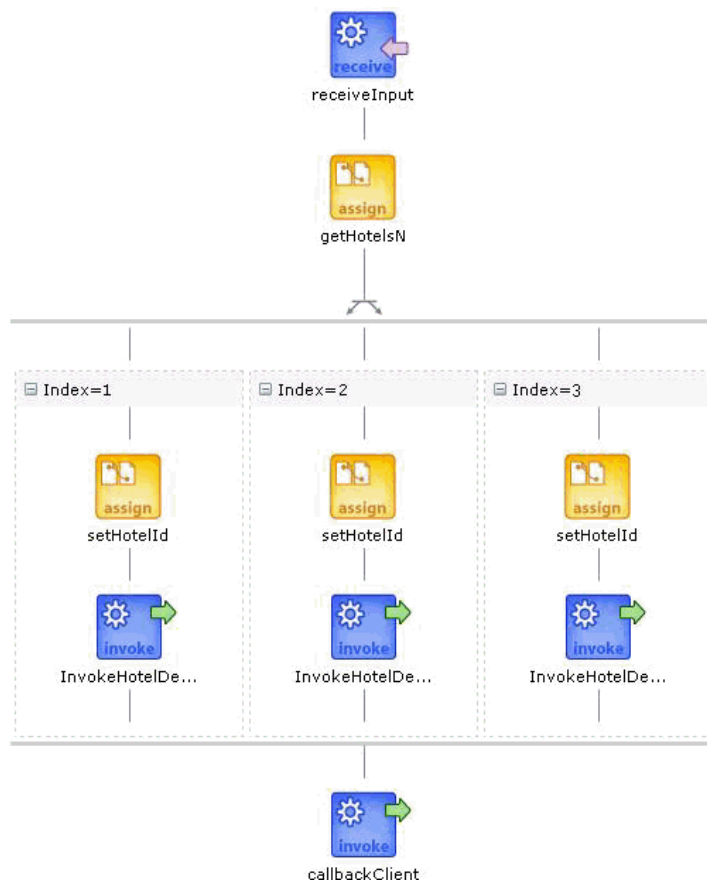 receive
receiveInput
assign
getHotelsN
Index=1 Index=2 Index=3
assign assign assign
setHotelId setHotelId setHotelId
invoke invoke invoke
InvokeHotelDe... InvokeHotelDe... InvokeHotelDe...
invoke
callbackClient